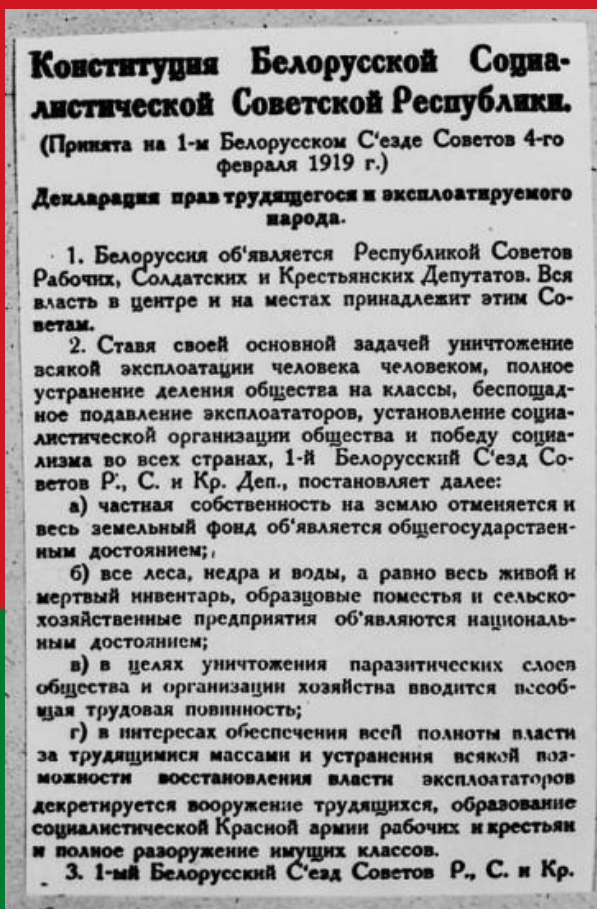 Конституция Белорусской Социа-
листической Советской Республики.
(Принята на 1-м Белорусском С'езде Советов 4-го
февраля 1919 г.)
Декларация прав трудящегося и эксплоатируемого
народа.
1. Белоруссия об'является Республикой Советов
Рабочих, Солдатских и Крестьянских Депутатов. Вся
власть в центре и на местах принадлежит этим Со-
ветам.
2. Ставя своей основной задачей уничтожение
всякой эксплоатации человека человеком, полное
устранение деления общества на классы, беспощад-
ное подавление эксплоататоров, установление социа-
листической организации общества и победу социа-
лизма во всех странах, 1-й Белорусский С'езд Со-
ветов Р., С. и Кр. Деп., постановляет далее:
а) частная собственность на землю отменяется и
весь земельный фонд об'является общегосударствен-
ным достоянием;
б) все леса, недра и воды, а равно весь живой и
мертвый инвентарь, образцовые поместья и сельско-
хозяйственные предприятия об'являются националь-
ным достоянием;
в) в целях уничтожения паразитических слоев
общества и организации хозяйства вводится всеоб-
щая трудовая повинность;
г) в интересах обеспечения всей полноты власти
за трудящимися массами и устранения всякой воз-
можности восстановления власти эксплоататоров
декретируется вооружение трудящихся, образование
социалистической Красной армии рабочих и крестьян
и полное разоружение имущих классов.
3. 1-ый Белорусский С'езд Советов Р., С. и Кр.